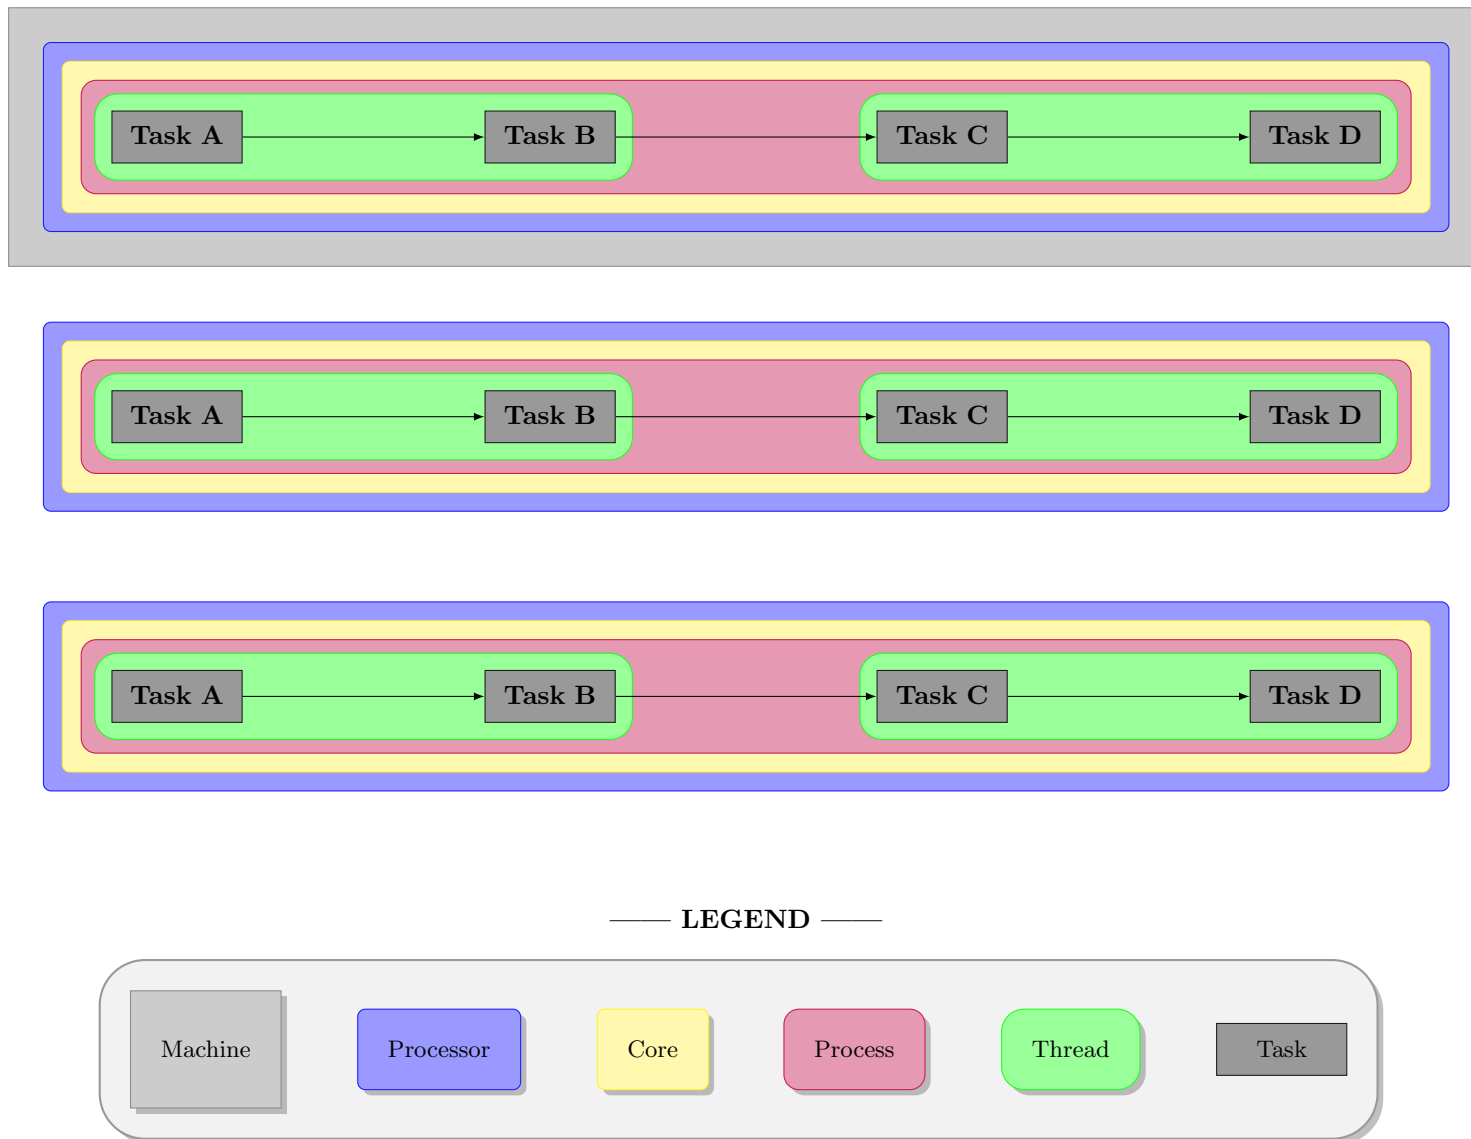 Task A Task B Task C Task D
Task A Task B Task C Task D
Task A Task B Task C Task D
—— LEGEND ——
Machine Processor Core Process Thread Task